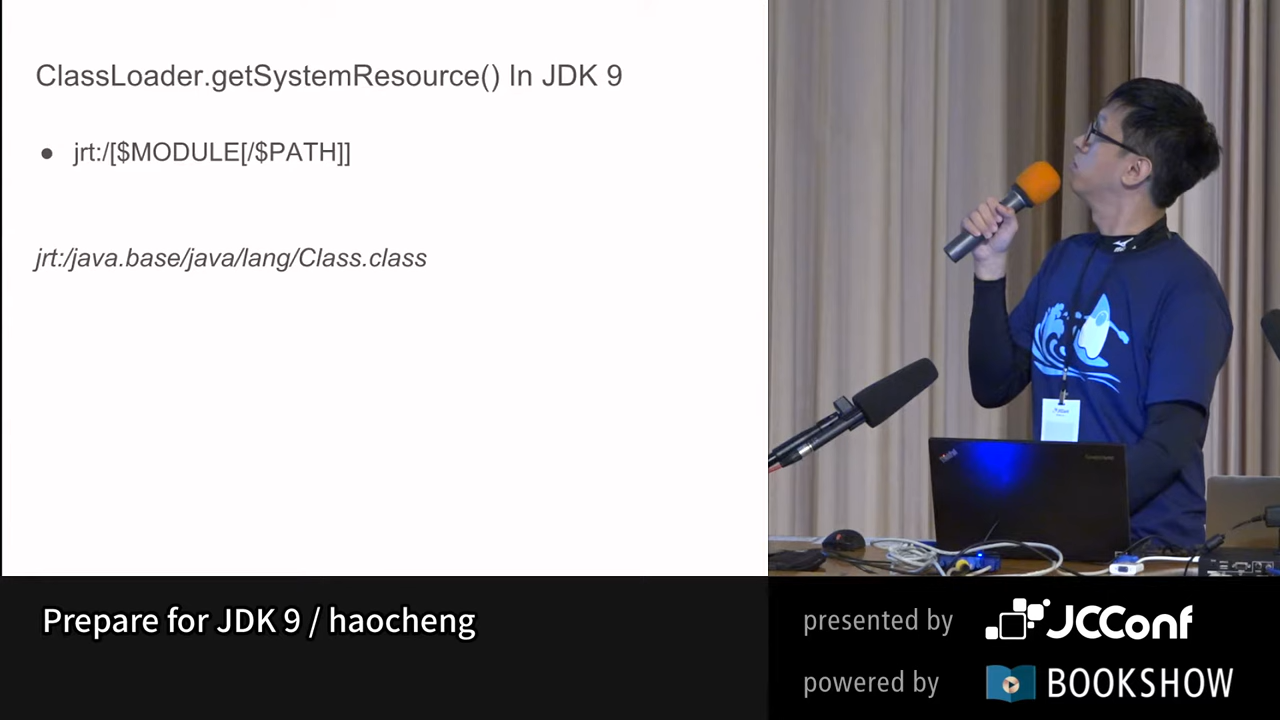 ClassLoader.getSystemResource() In JDK 9
● jrt:/[$MODULE[/$PATH]]
jrt:/java.base/java/lang/Class.class
Prepare for JDK 9 / haocheng
presented by JCConf
powered by BOOKSHOW